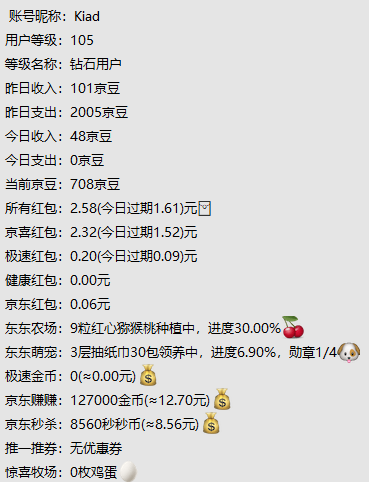 账号昵称：Kiad
用户等级：105
等级名称：钻石用户
昨日收入：101京豆
昨日支出：2005京豆
今日收入：48京豆
今日支出：0京豆
当前京豆：708京豆
所有红包：2.58(今日过期1.61)元
京喜红包：2.32(今日过期1.52)元
极速红包：0.20(今日过期0.09)元
健康红包：0.00元
京东红包：0.06元
东东农场：9粒红心猕猴桃种植中，进度30.00%
东东萌宠：3层抽纸巾30包领养中，进度6.90%，勋章1/4
极速金币：0(≈0.00元)
京东赚赚：127000金币(≈12.70元)
京东秒杀：8560秒秒币(≈8.56元)
推一推券：无优惠券
惊喜牧场：0枚鸡蛋